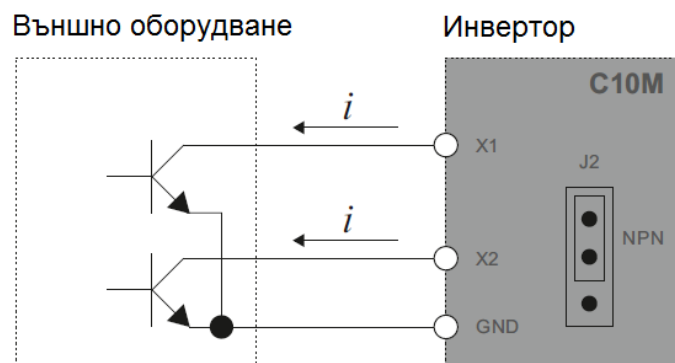 Външно оборудване
Инвертор
C10M
i
X1
J2
NPN
i
X2
GND